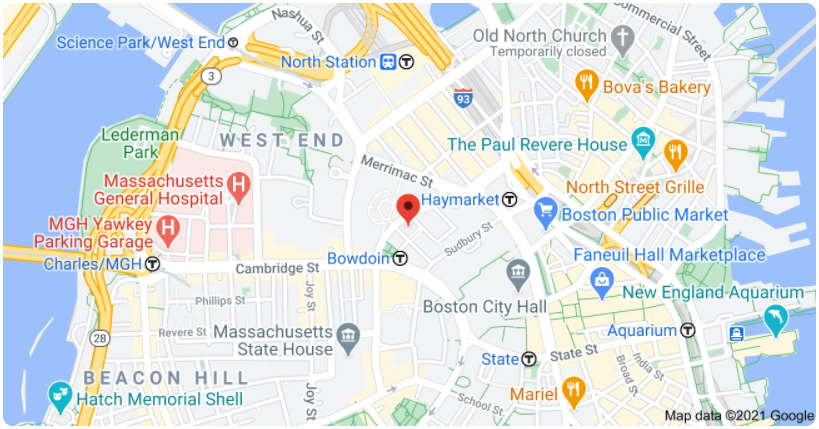 Nashua St
Commercial Street
Science Park/West End
Old North Church
Temporarily closed
North Station
3
Bova's Bakery
93
Lederman
Park
WEST END
The Paul Revere House
Merrimac St
Massachusetts
General Hospital
H
North Street Grille
Haymarket
Boston Public Market
MGH Yawkey
Parking Garage
H
Sudbury St
Faneuil Hall Marketplace
Charles/MGH
Bowdoin
Cambridge St
New England Aquarium
Phillips St
Joy St
Boston City Hall
Revere St
Massachusetts
State House
Aquarium
28
State
State St
India St
Broad St
BEACON HILL
Joy St
School St
Mariel
Hatch Memorial Shell
Map data ©2021 Google